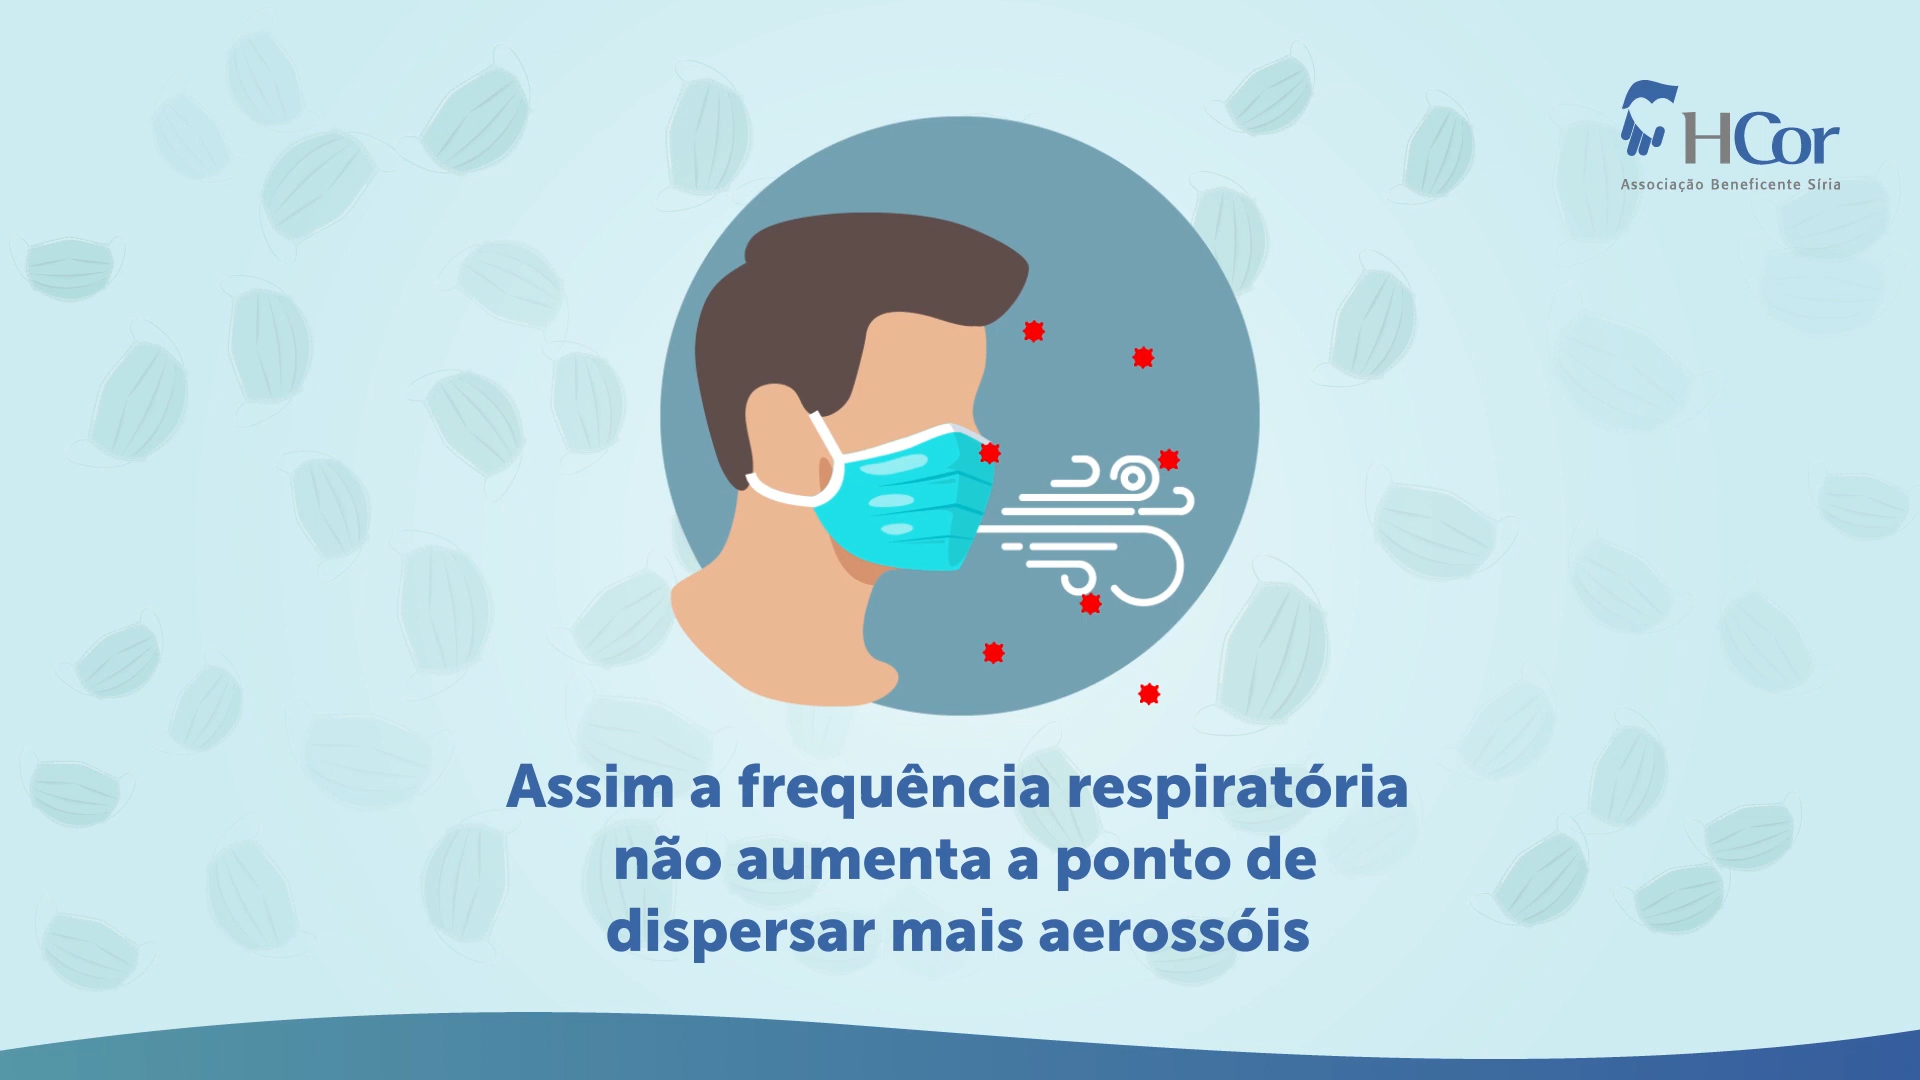 HCor
Associação Beneficente Síria
Assim a frequência respiratória
não aumenta a ponto de
dispersar mais aerossóis